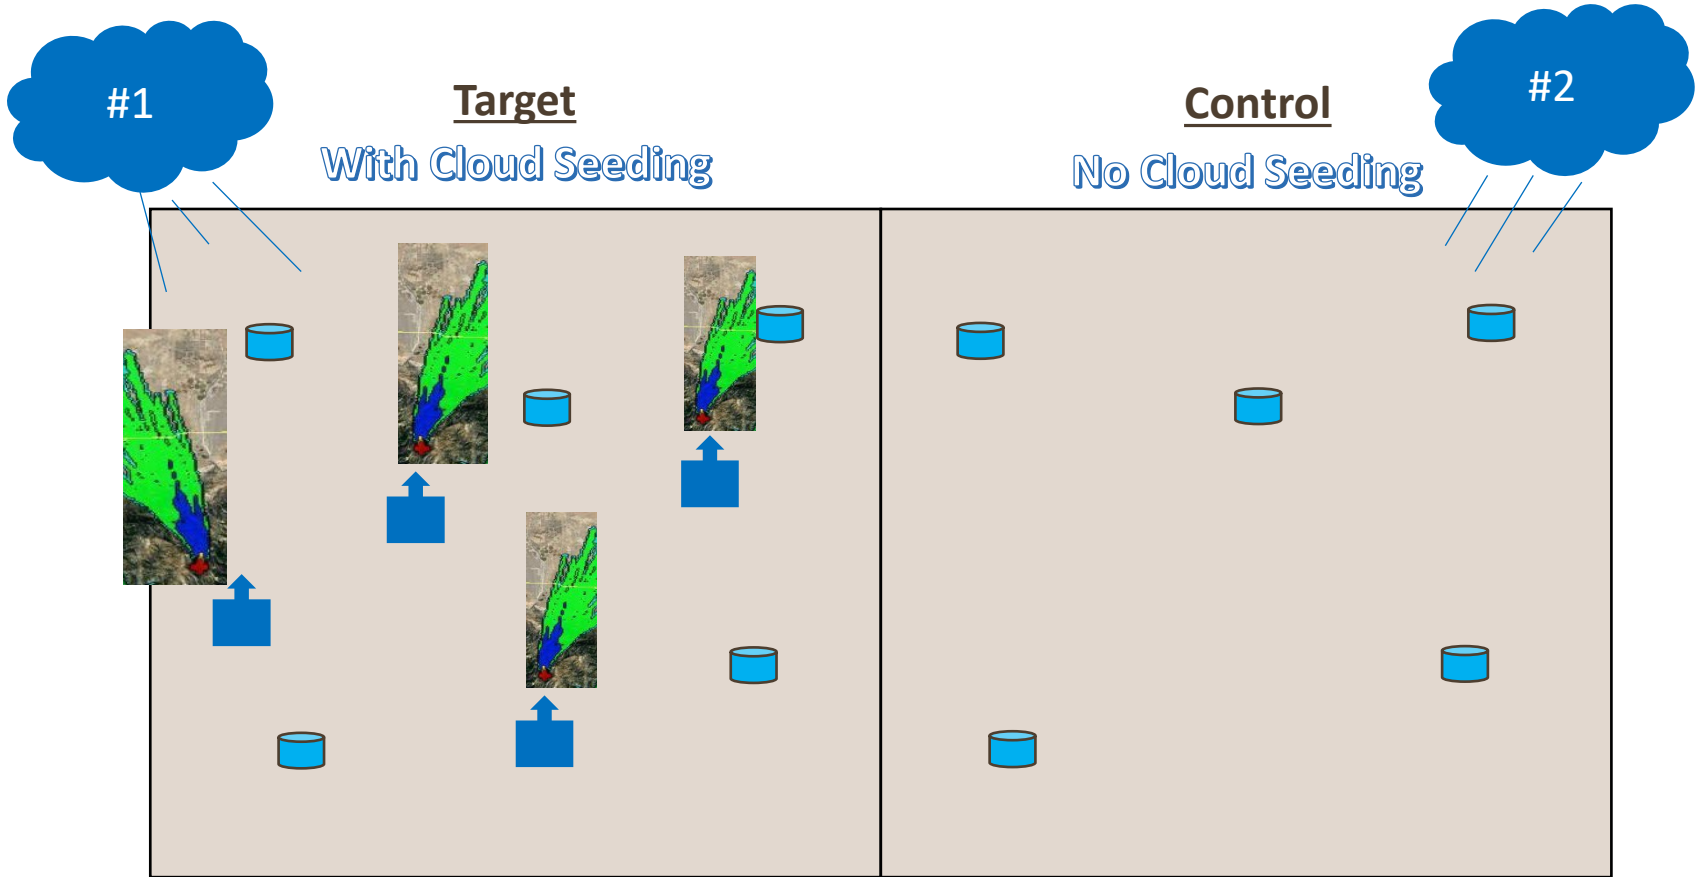 #1
Target
With Cloud Seeding
Control
No Cloud Seeding
#2